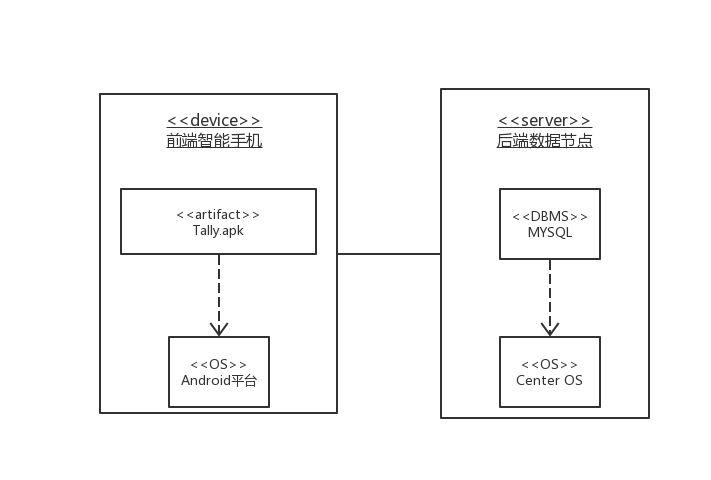 <<device>>
前端智能手机
<<artifact>>
Tally.apk
<<OS>>
Android平台
<<server>>
后端数据节点
<<DBMS>>
MYSQL
<<OS>>
Center OS